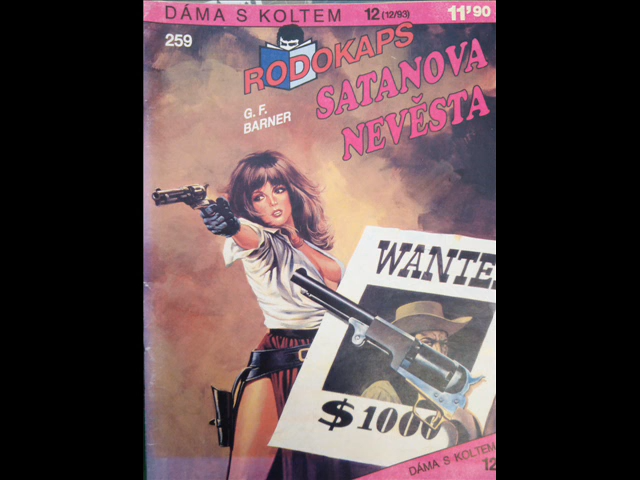 DÁMA S KOLTEM 12 (12/93) 11'90
259
RODOKAPS
SATANOVA
NEVĚSTA
G. F.
BARNER
WANTE
$1000
DÁMA S KOLTEM
12